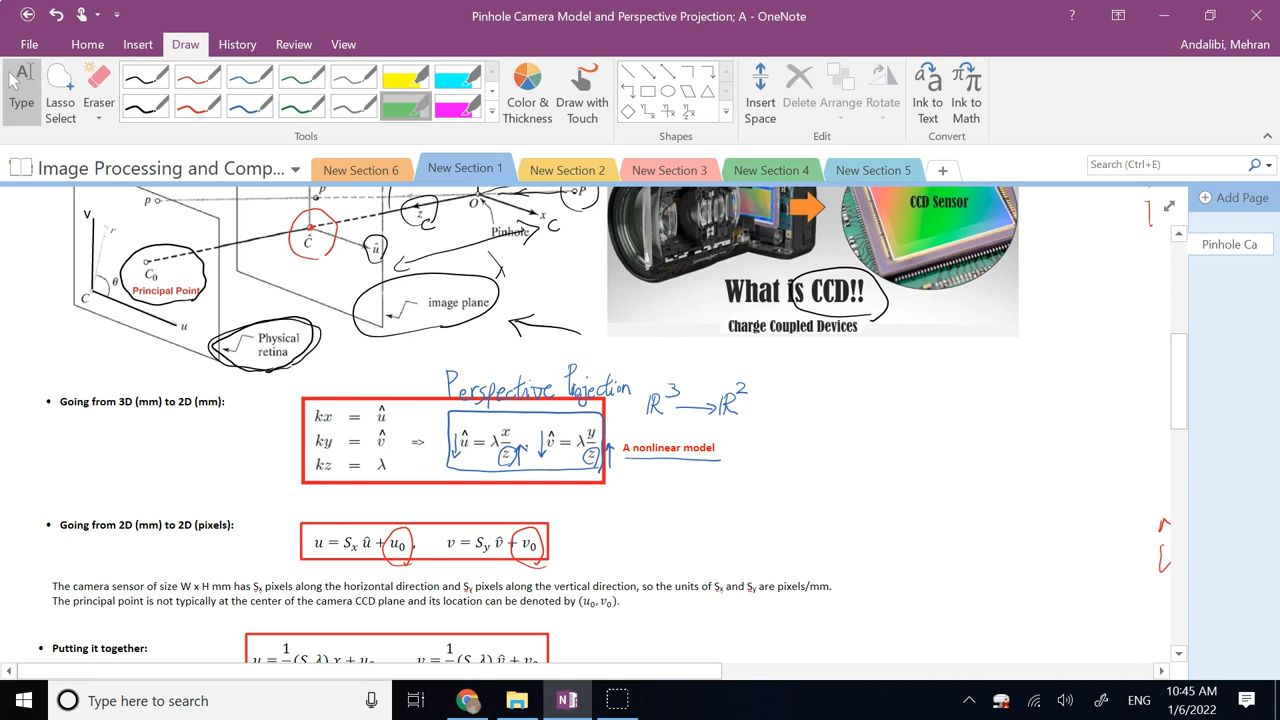 Pinhole Camera Model and Perspective Projection; A - OneNote
?
File Home Insert Draw History Review View
Andalibi, Mehran
Type
Lasso Select
Eraser
Color & Thickness
Draw with Touch
Insert Space
Delete
Arrange
Rotate
Ink to Text
Ink to Math
Tools
Shapes
Edit
Convert
Image Processing and Comp...
New Section 6
New Section 1
New Section 2
New Section 3
New Section 4
New Section 5
Search (Ctrl+E)
Add Page
Pinhole Ca
p
P
O
P
z
c
x
C
Pinhole
V
r
Ĉ
û
C₀
Principal Point
θ
C
u
λ
image plane
Physical retina
CCD Sensor
What is CCD!!
Charge Coupled Devices
Perspective Projection
ℝ³ → ℝ²
• Going from 3D (mm) to 2D (mm):
kx = û
ky = v̂ => û = λ x/z , v̂ = λ y/z
kz = λ
A nonlinear model
• Going from 2D (mm) to 2D (pixels):
u = Sₓ û + u₀ , v = Sᵧ v̂ + v₀
The camera sensor of size W x H mm has Sₓ pixels along the horizontal direction and Sᵧ pixels along the vertical direction, so the units of Sₓ and Sᵧ are pixels/mm.
The principal point is not typically at the center of the camera CCD plane and its location can be denoted by (u₀, v₀).
• Putting it together:
Type here to search
ENG
10:45 AM
1/6/2022